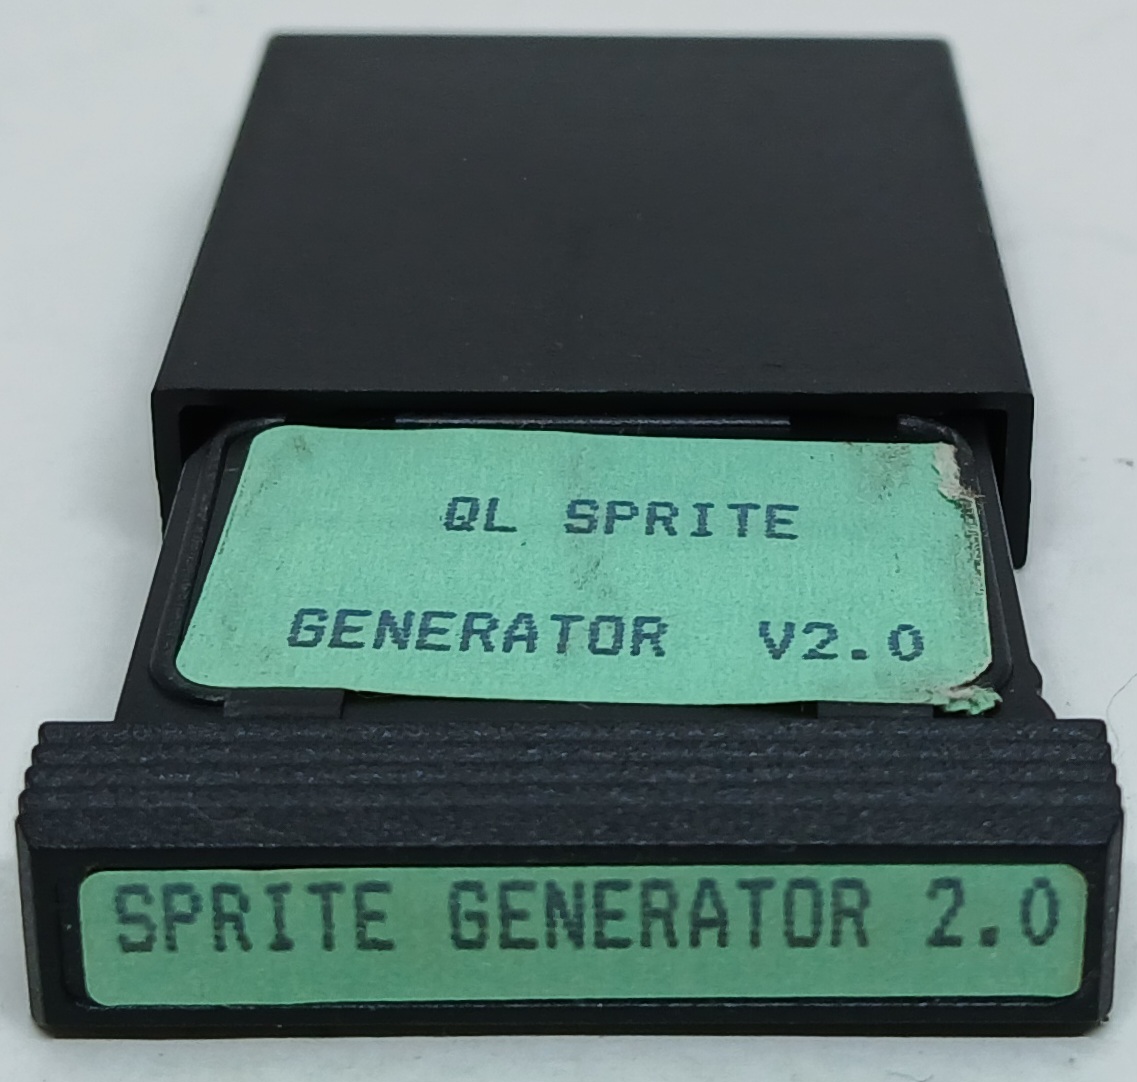 QL SPRITE
GENERATOR V2.0
SPRITE GENERATOR 2.0